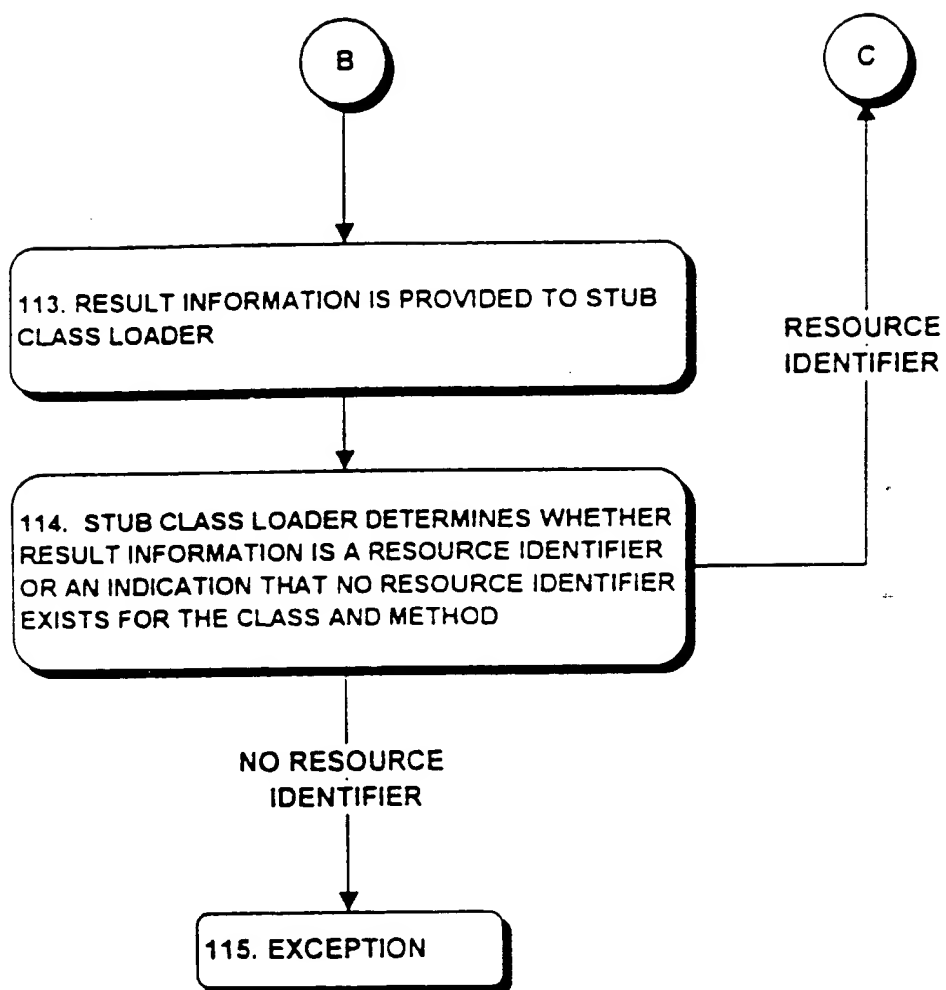 B
C
113. RESULT INFORMATION IS PROVIDED TO STUB
CLASS LOADER
RESOURCE
IDENTIFIER
114. STUB CLASS LOADER DETERMINES WHETHER
RESULT INFORMATION IS A RESOURCE IDENTIFIER
OR AN INDICATION THAT NO RESOURCE IDENTIFIER
EXISTS FOR THE CLASS AND METHOD
NO RESOURCE
IDENTIFIER
115. EXCEPTION